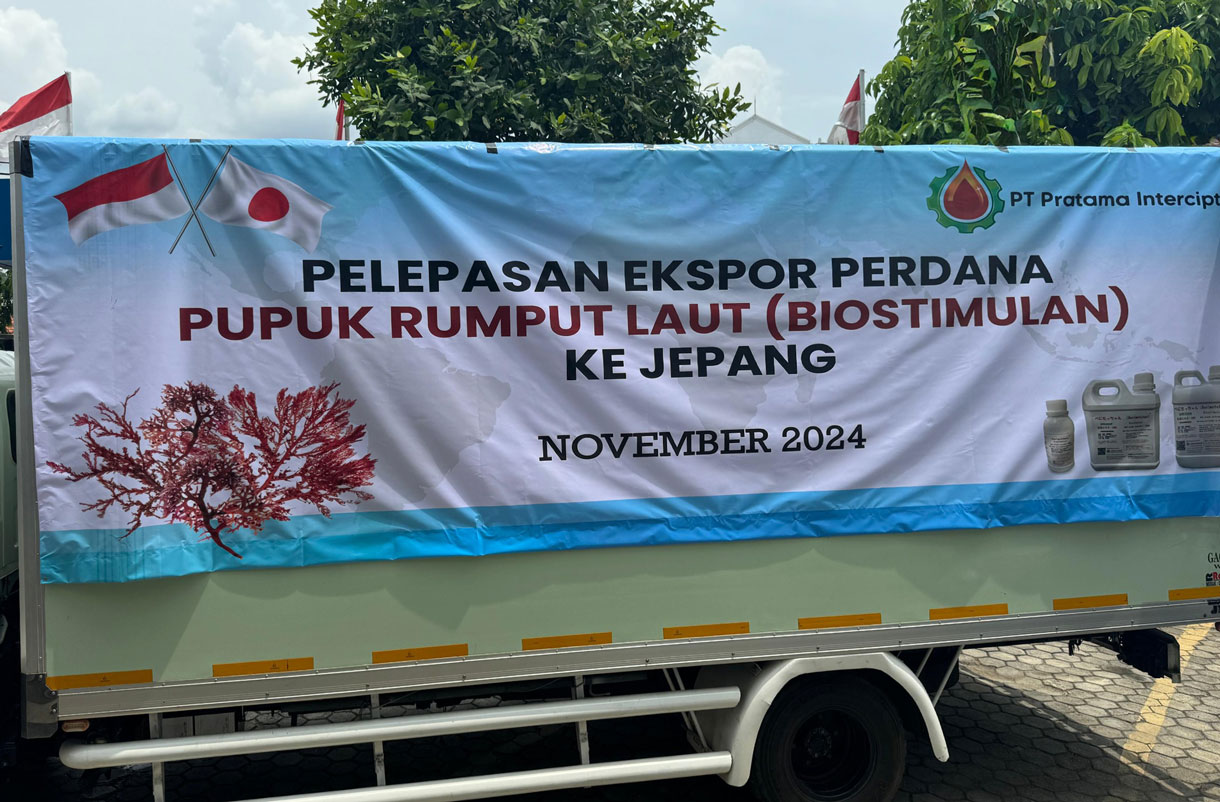 PT Pratama Intercipt
PELEPASAN EKSPOR PERDANA
PUPUK RUMPUT LAUT (BIOSTIMULAN)
KE JEPANG
NOVEMBER 2024